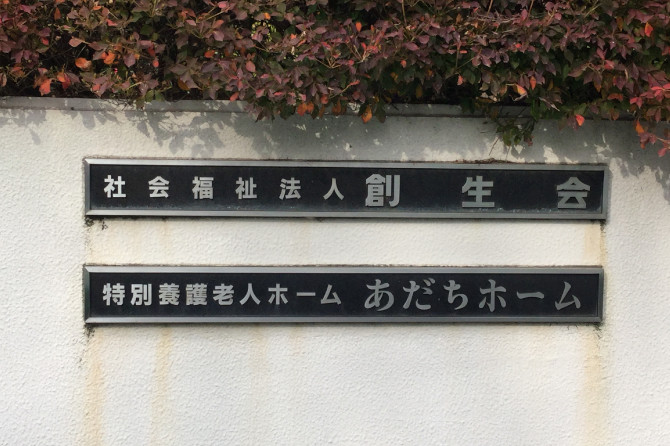 社会福祉法人 創生会
特別養護老人ホーム あだちホーム